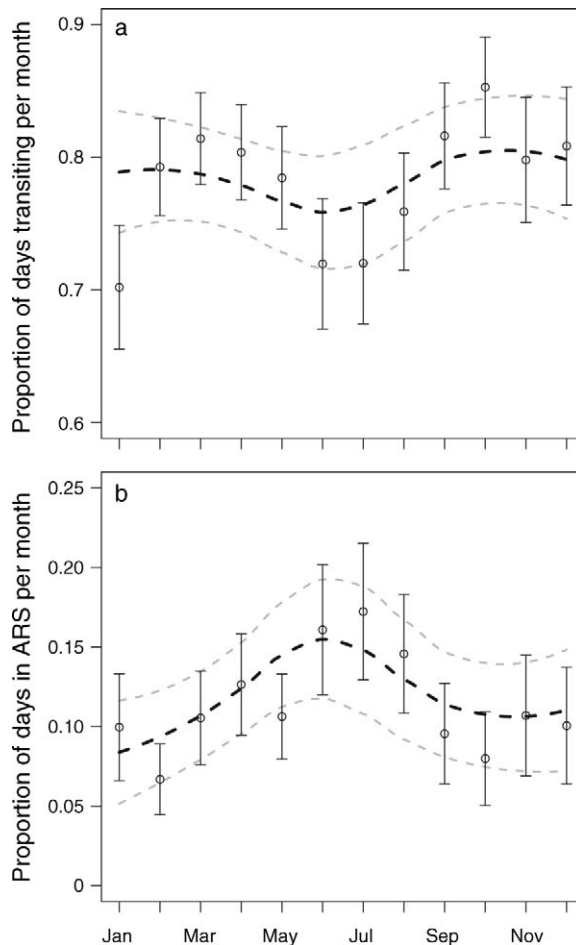 a
0.9
0.8
0.7
0.6
Proportion of days transiting per month
b
0.25
0.20
0.15
0.10
0.05
0
Proportion of days in ARS per month
Jan Mar May Jul Sep Nov